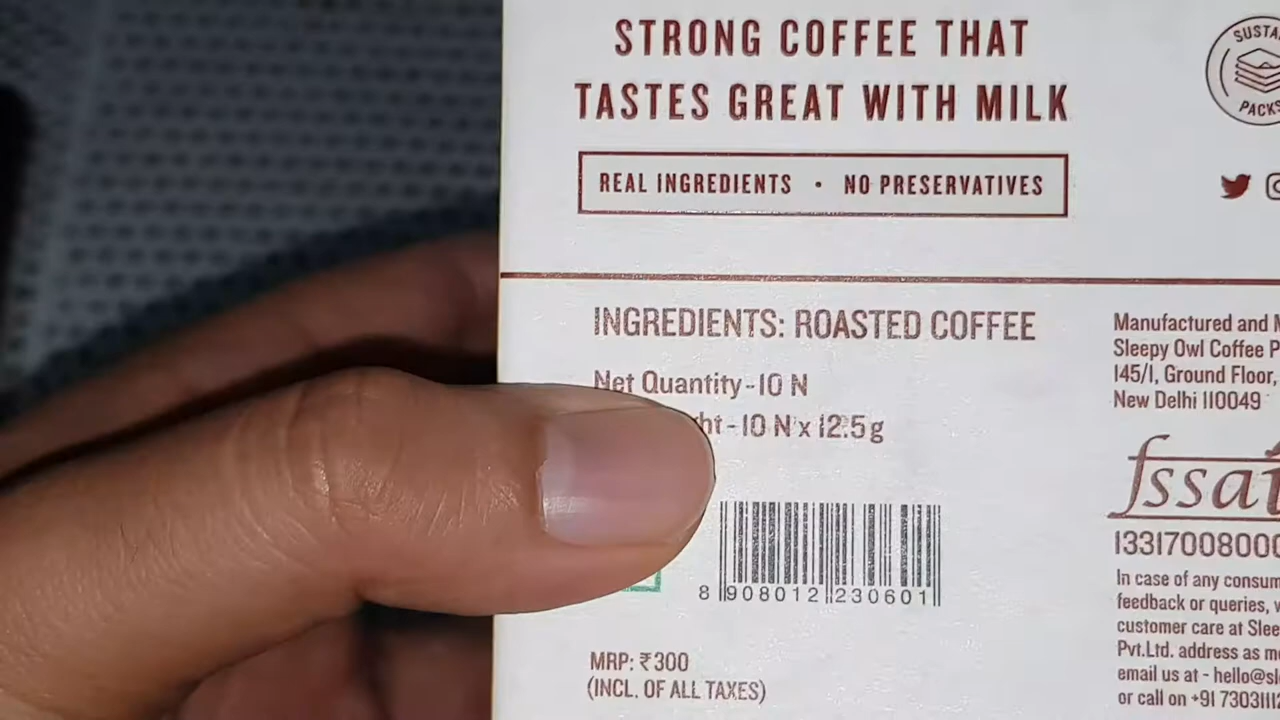 STRONG COFFEE THAT
TASTES GREAT WITH MILK
REAL INGREDIENTS • NO PRESERVATIVES
PACKS
INGREDIENTS: ROASTED COFFEE
Net Quantity-10 N
- 10 N x 12.5g
8 908012 230601
MRP: ₹300
(INCL. OF ALL TAXES)
Manufactured and
Sleepy Owl Coffee
145/1, Ground Floor,
New Delhi 110049
fssai
In case of any
feedback or queries,
customer care at
Pvt.Ltd. address as
email us at -
or call on +91